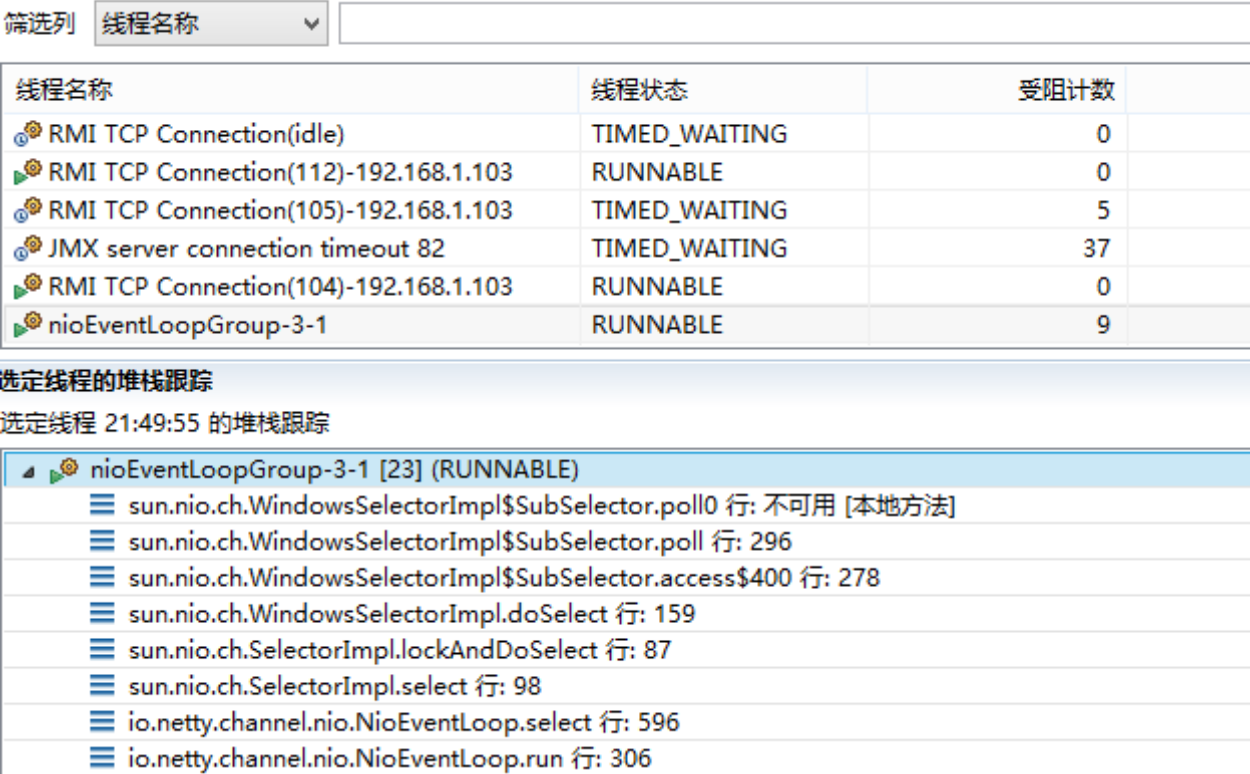 筛选列 线程名称
线程名称 线程状态 受阻计数
RMI TCP Connection(idle) TIMED_WAITING 0
RMI TCP Connection(112)-192.168.1.103 RUNNABLE 0
RMI TCP Connection(105)-192.168.1.103 TIMED_WAITING 5
JMX server connection timeout 82 TIMED_WAITING 37
RMI TCP Connection(104)-192.168.1.103 RUNNABLE 0
nioEventLoopGroup-3-1 RUNNABLE 9
选定线程的堆栈跟踪
选定线程 21:49:55 的堆栈跟踪
nioEventLoopGroup-3-1 [23] (RUNNABLE)
sun.nio.ch.WindowsSelectorImpl$SubSelector.poll0 行: 不可用 [本地方法]
sun.nio.ch.WindowsSelectorImpl$SubSelector.poll 行: 296
sun.nio.ch.WindowsSelectorImpl$SubSelector.access$400 行: 278
sun.nio.ch.WindowsSelectorImpl.doSelect 行: 159
sun.nio.ch.SelectorImpl.lockAndDoSelect 行: 87
sun.nio.ch.SelectorImpl.select 行: 98
io.netty.channel.nio.NioEventLoop.select 行: 596
io.netty.channel.nio.NioEventLoop.run 行: 306